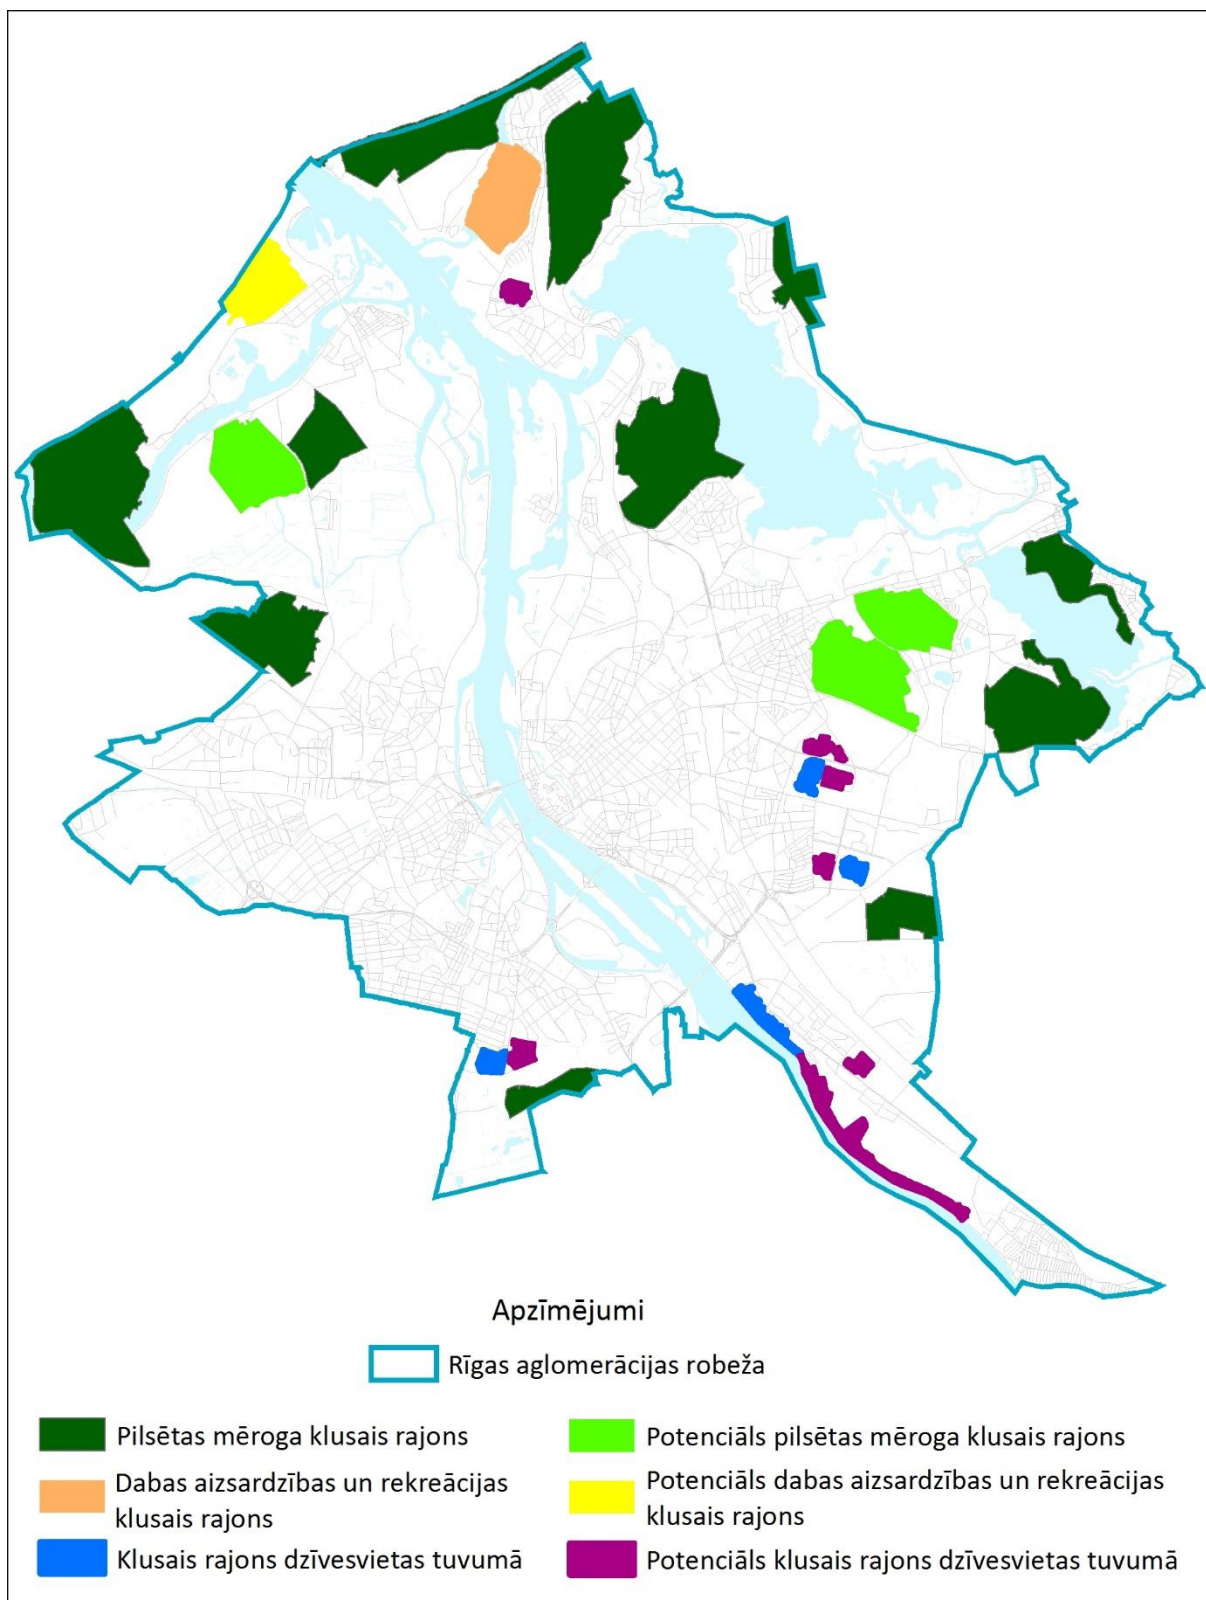 Apzīmējumi
Rīgas aglomerācijas robeža
Pilsētas mēroga klusais rajons
Dabas aizsardzības un rekreācijas
klusais rajons
Klusais rajons dzīvesvietas tuvumā
Potenciāls pilsētas mēroga klusais rajons
Potenciāls dabas aizsardzības un rekreācijas
klusais rajons
Potenciāls klusais rajons dzīvesvietas tuvumā